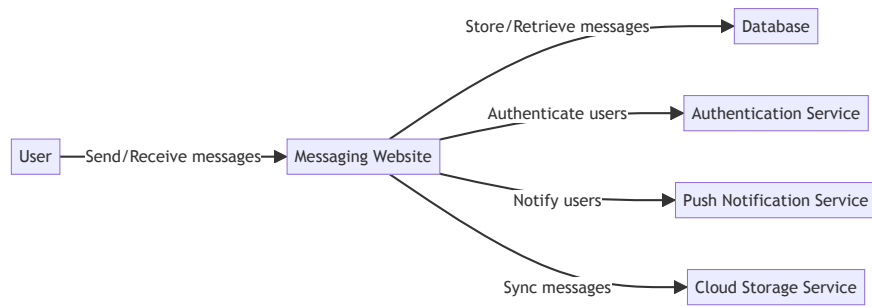 Store/Retrieve messages
Database
Authenticate users
Authentication Service
User
Send/Receive messages
Messaging Website
Notify users
Push Notification Service
Sync messages
Cloud Storage Service